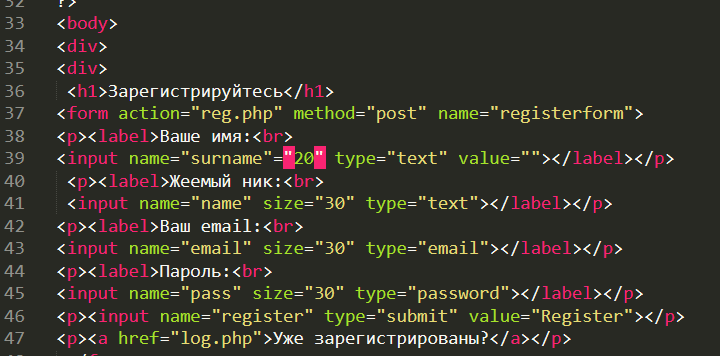 32 ?>
33 <body>
34 <div>
35 <div>
36 <h1>Зарегистрируйтесь</h1>
37 <form action="reg.php" method="post" name="registerform">
38 <p><label>Ваше имя:<br>
39 <input name="surname"="20" type="text" value=""></label></p>
40 <p><label>Жеемый ник:<br>
41 <input name="name" size="30" type="text"></label></p>
42 <p><label>Ваш email:<br>
43 <input name="email" size="30" type="email"></label></p>
44 <p><label>Пароль:<br>
45 <input name="pass" size="30" type="password"></label></p>
46 <p><input name="register" type="submit" value="Register"></p>
47 <p><a href="log.php">Уже зарегистрированы?</a></p>